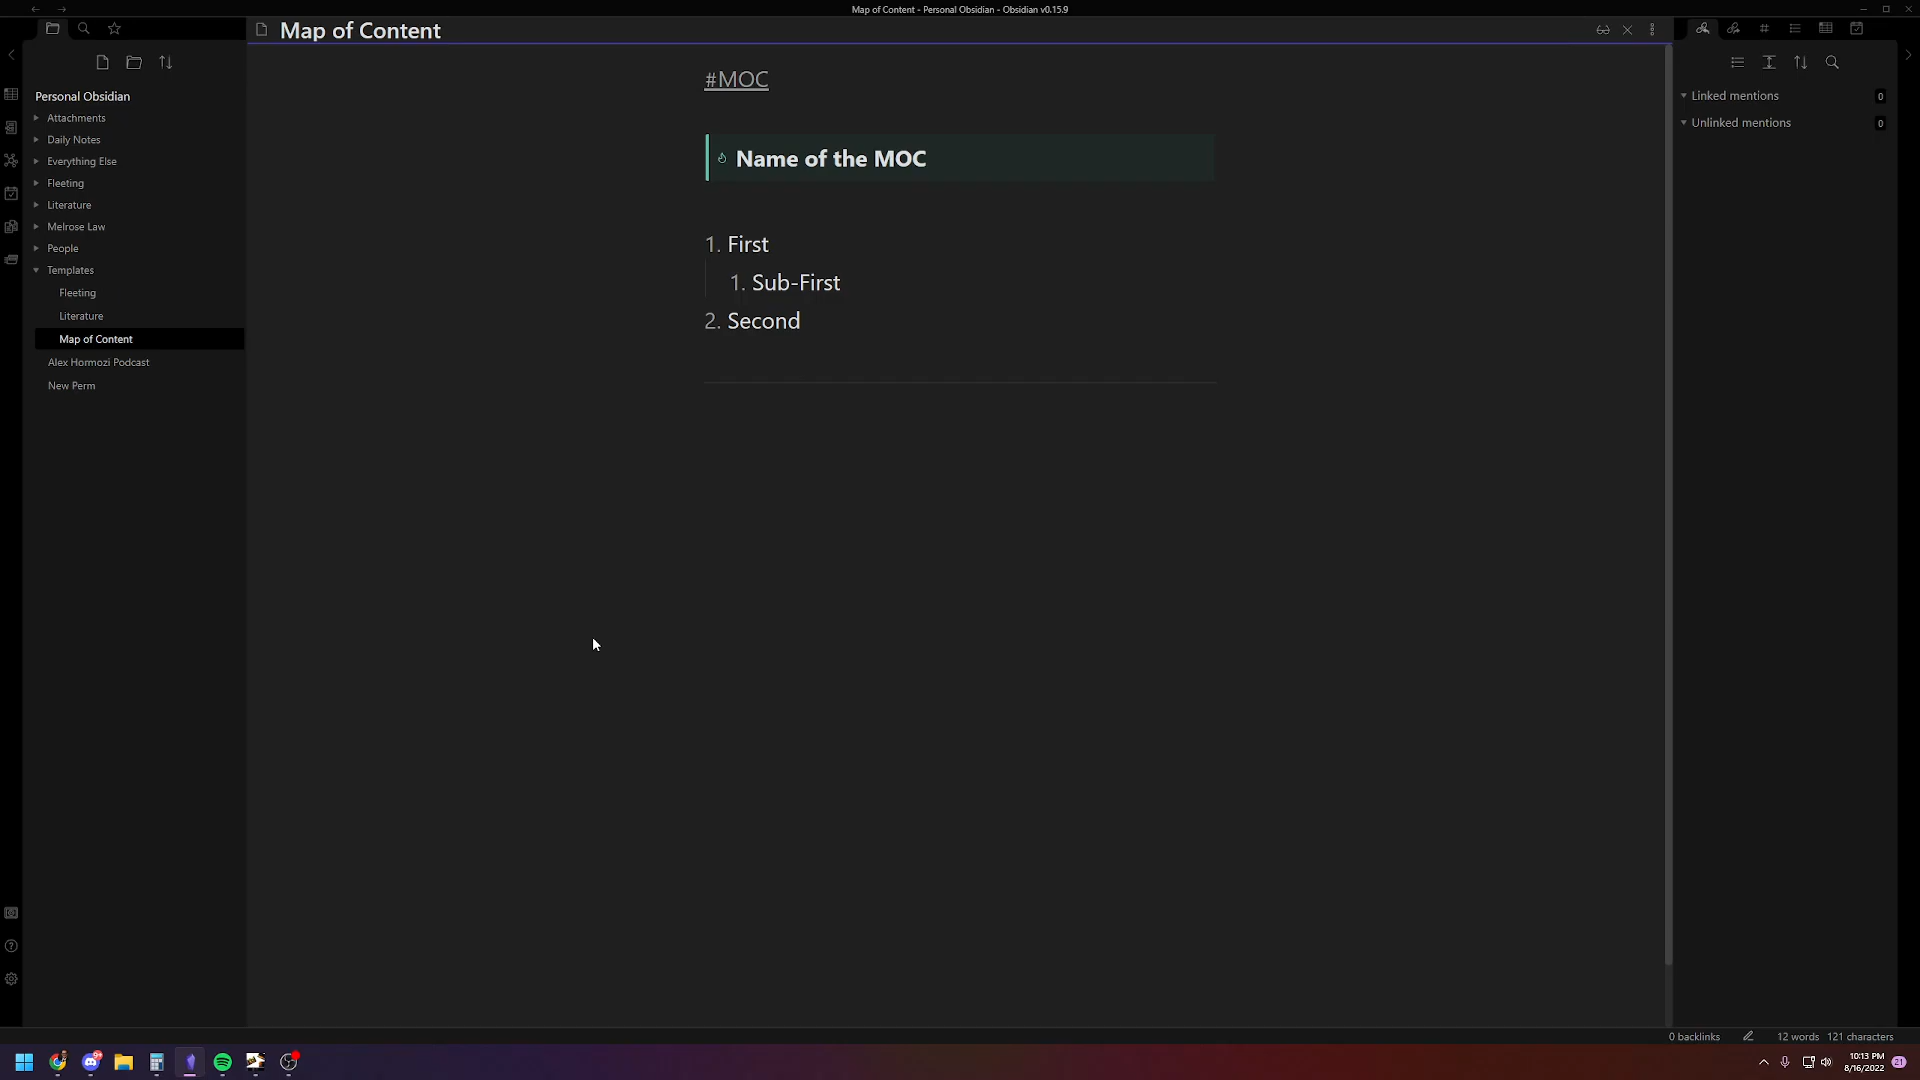 Map of Content - Personal Obsidian - Obsidian v0.15.9
Map of Content
Personal Obsidian
Attachments
Daily Notes
Everything Else
Fleeting
Literature
Melrose Law
People
Templates
Fleeting
Literature
Map of Content
Alex Hormozi Podcast
New Perm
#MOC
Name of the MOC
1. First
1. Sub-First
2. Second
Linked mentions 0
Unlinked mentions 0
0 backlinks 12 words 121 characters
10:13 PM
8/16/2022
21